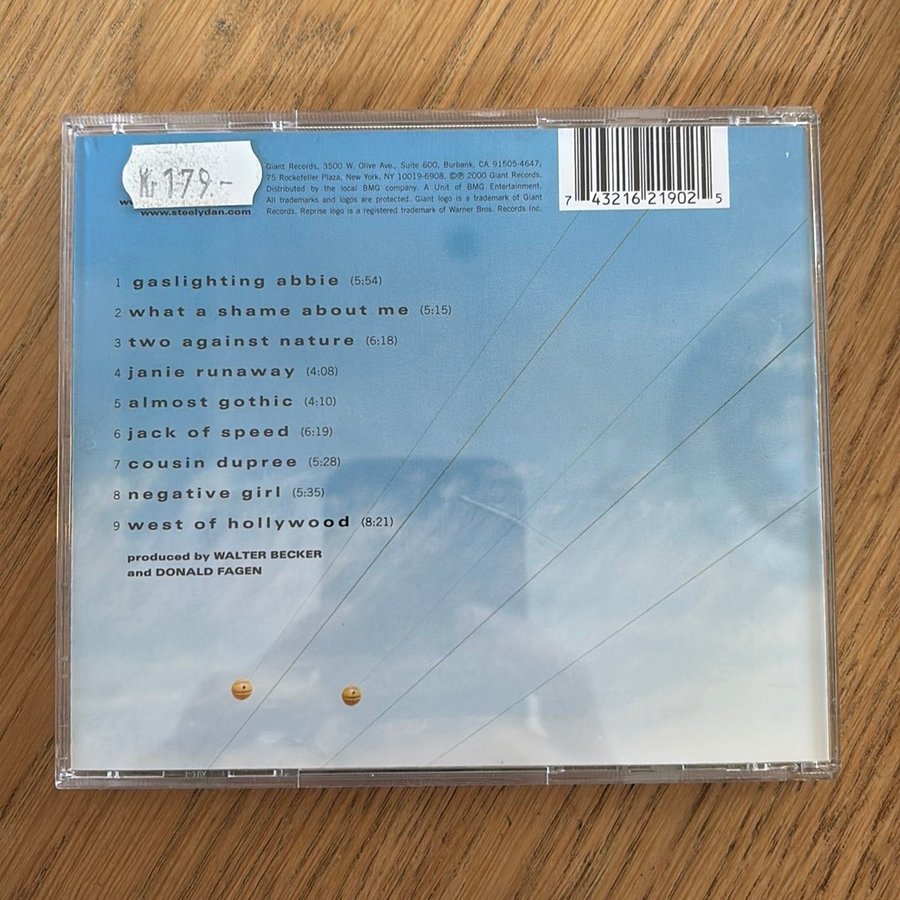 Kr 179.-
Giant Records, 3500 W. Olive Ave., Suite 600, Burbank, CA 91505-4647;
75 Rockefeller Plaza, New York, NY 10019-6908. ©℗ 2000 Giant Records,
Distributed by the local BMG company. A Unit of BMG Entertainment.
All trademarks and logos are protected. Giant logo is a trademark of Giant
Records. Reprise logo is a registered trademark of Warner Bros. Records Inc.
www.steelydan.com
7 43216 21902 5
1 gaslighting abbie (5:54)
2 what a shame about me (5:15)
3 two against nature (6:18)
4 janie runaway (4:08)
5 almost gothic (4:10)
6 jack of speed (6:19)
7 cousin dupree (5:28)
8 negative girl (5:35)
9 west of hollywood (8:21)
produced by WALTER BECKER
and DONALD FAGEN